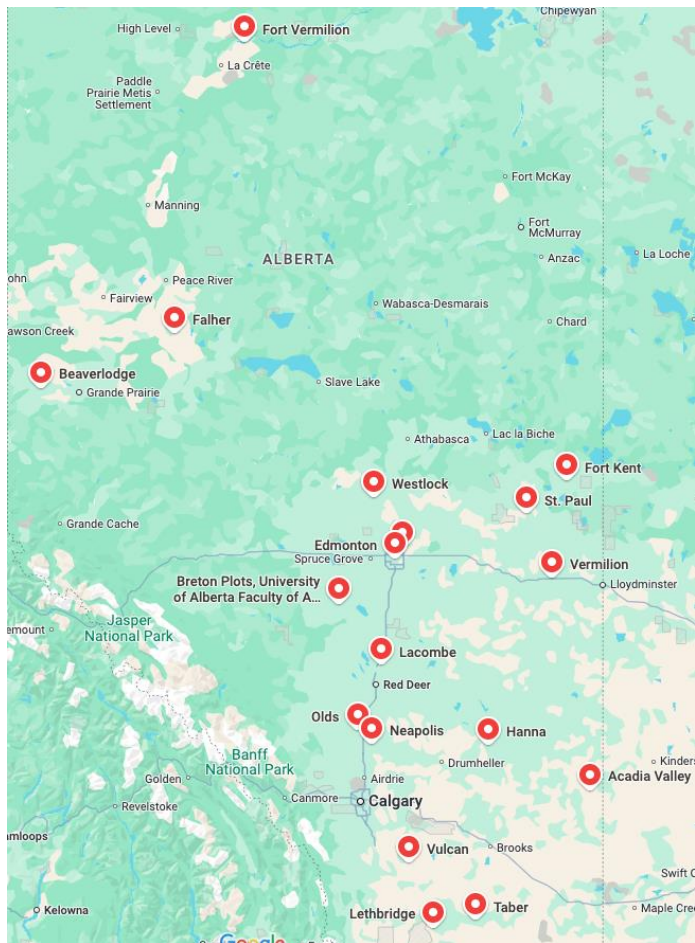 Chipewyan
High Level
Fort Vermilion
La Crête
Paddle
Prairie Metis
Settlement
Fort McKay
Manning
Fort
McMurray
ALBERTA
Anzac
La Loche
ohn
Peace River
Fairview
Wabasca-Desmarais
Falher
Chard
awson Creek
Beaverlodge
Grande Prairie
Slave Lake
Athabasca
Lac la Biche
Fort Kent
Westlock
St. Paul
Grande Cache
Edmonton
Spruce Grove
Vermilion
Breton Plots, University
of Alberta Faculty of A...
Lloydminster
Jasper
National Park
emount
Lacombe
Red Deer
Olds
Neapolis
Hanna
Banff
National Park
Drumheller
Kinders
Golden
Airdrie
Acadia Valley
Canmore
Calgary
Revelstoke
amloops
Vulcan
Brooks
Swift C
Kelowna
Lethbridge
Taber
Maple Cree
Google